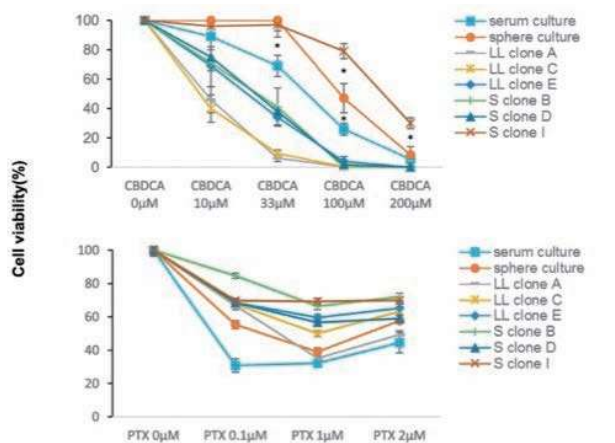 Cell viability(%)
100
80
60
40
20
0
CBDCA CBDCA CBDCA CBDCA CBDCA
0µM 10µM 33µM 100µM 200µM
*
*
*
*
serum culture
sphere culture
LL clone A
LL clone C
LL clone E
S clone B
S clone D
S clone I
100
80
60
40
20
0
PTX 0µM PTX 0.1µM PTX 1µM PTX 2µM
serum culture
sphere culture
LL clone A
LL clone C
LL clone E
S clone B
S clone D
S clone I